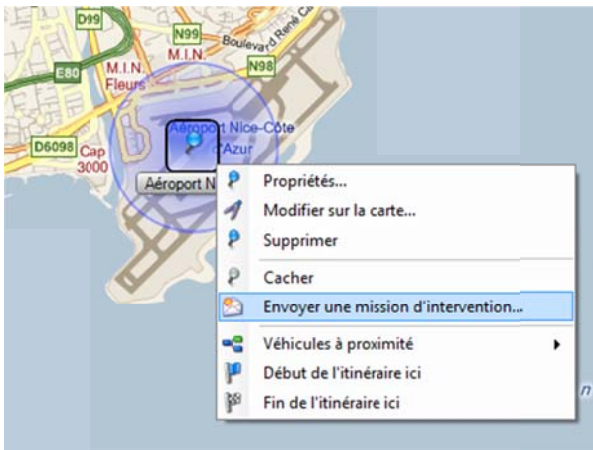 D99
N99
Boulevard René Ca
M.I.N.
N98
M.I.N.
Fleurs
E80
Aéroport Nice-Côte
d'Azur
D6098
Cap
3000
Aéroport N
Propriétés...
Modifier sur la carte...
Supprimer
Cacher
Envoyer une mission d'intervention...
Véhicules à proximité
Début de l'itinéraire ici
Fin de l'itinéraire ici
n